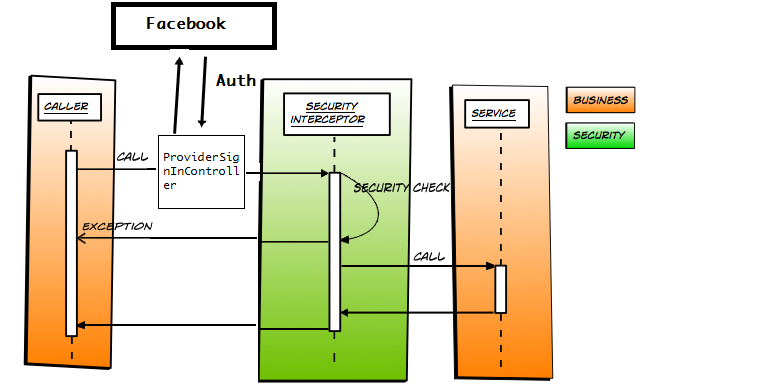 Facebook
Auth
CALLER
SECURITY
INTERCEPTOR
SERVICE
BUSINESS
SECURITY
CALL
ProviderSig
nInControll
er
SECURITY CHECK
EXCEPTION
CALL